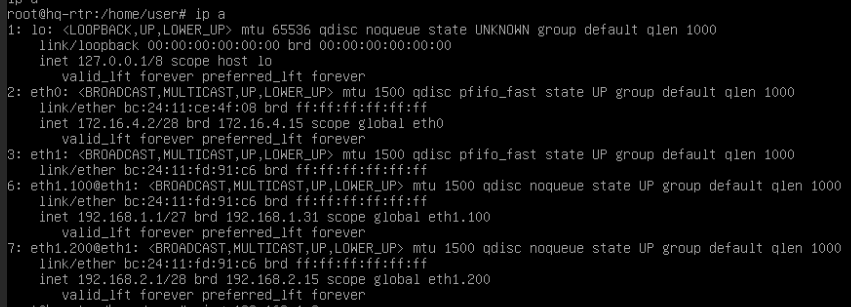 root@hq-rtr:/home/user# ip a
1: lo: <LOOPBACK,UP,LOWER_UP> mtu 65536 qdisc noqueue state UNKNOWN group default qlen 1000
    link/loopback 00:00:00:00:00:00 brd 00:00:00:00:00:00
    inet 127.0.0.1/8 scope host lo
       valid_lft forever preferred_lft forever
2: eth0: <BROADCAST,MULTICAST,UP,LOWER_UP> mtu 1500 qdisc pfifo_fast state UP group default qlen 1000
    link/ether bc:24:11:ce:4f:08 brd ff:ff:ff:ff:ff:ff
    inet 172.16.4.2/28 brd 172.16.4.15 scope global eth0
       valid_lft forever preferred_lft forever
3: eth1: <BROADCAST,MULTICAST,UP,LOWER_UP> mtu 1500 qdisc pfifo_fast state UP group default qlen 1000
    link/ether bc:24:11:fd:91:c6 brd ff:ff:ff:ff:ff:ff
6: eth1.100@eth1: <BROADCAST,MULTICAST,UP,LOWER_UP> mtu 1500 qdisc noqueue state UP group default qlen 1000
    link/ether bc:24:11:fd:91:c6 brd ff:ff:ff:ff:ff:ff
    inet 192.168.1.1/27 brd 192.168.1.31 scope global eth1.100
       valid_lft forever preferred_lft forever
7: eth1.200@eth1: <BROADCAST,MULTICAST,UP,LOWER_UP> mtu 1500 qdisc noqueue state UP group default qlen 1000
    link/ether bc:24:11:fd:91:c6 brd ff:ff:ff:ff:ff:ff
    inet 192.168.2.1/28 brd 192.168.2.15 scope global eth1.200
       valid_lft forever preferred_lft forever